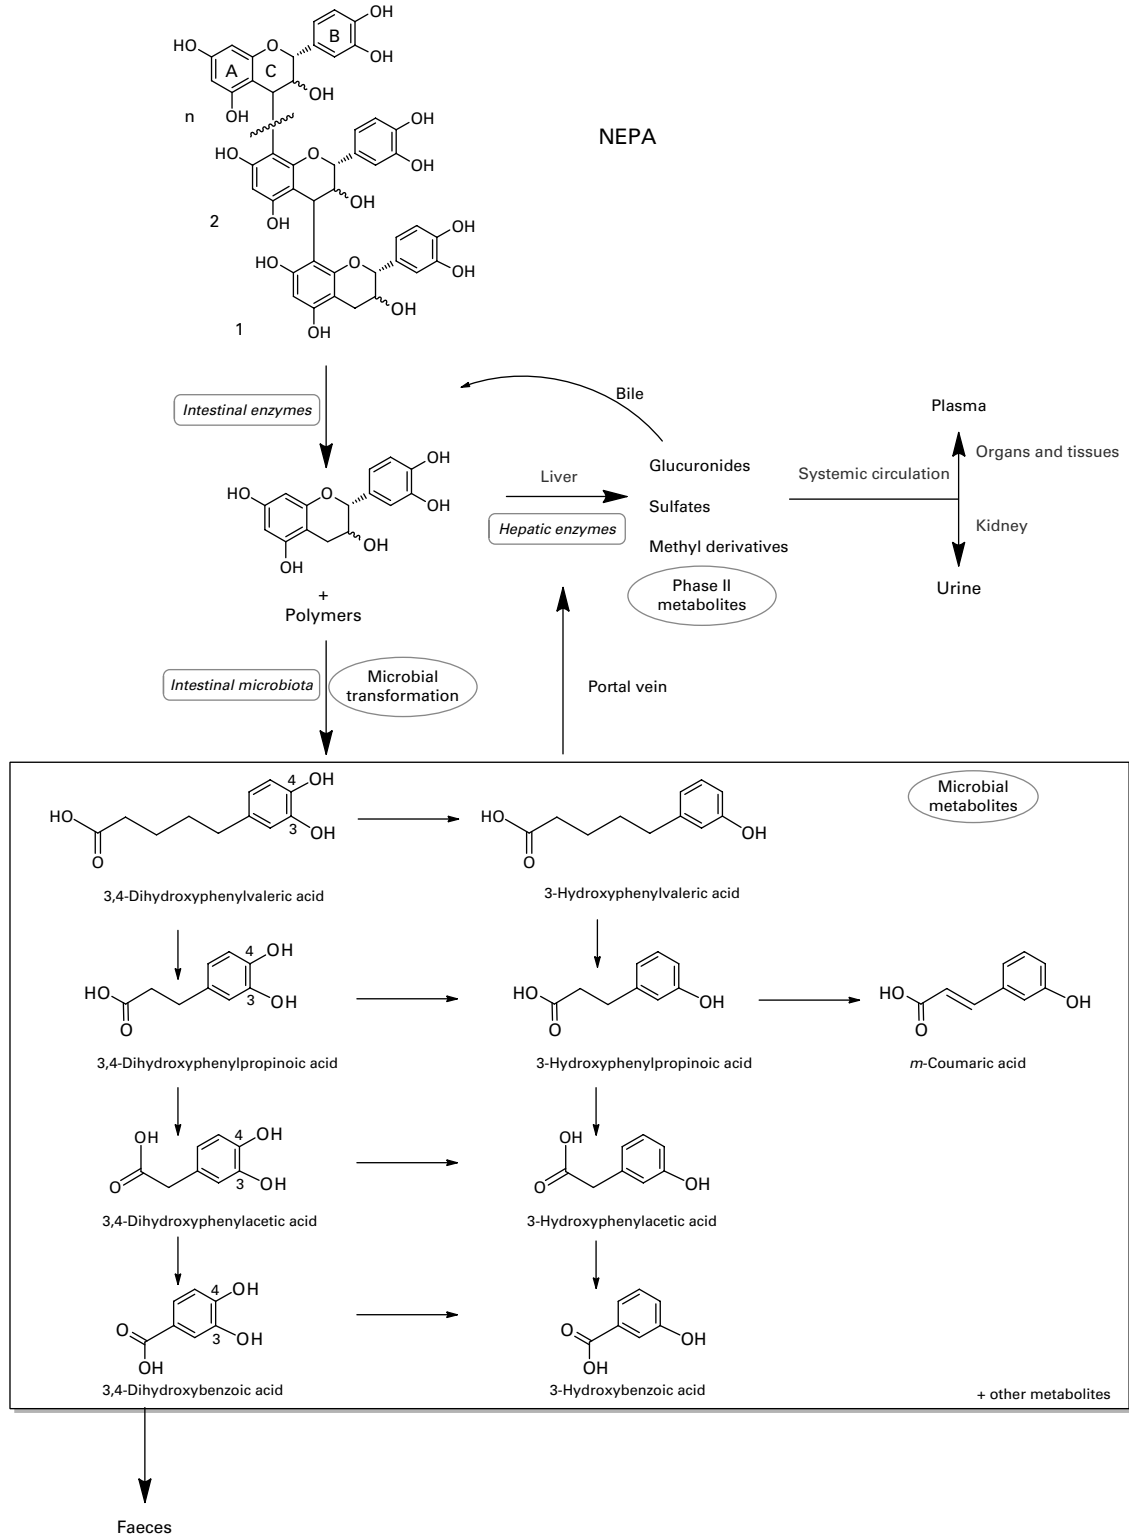 OH
HO
O
B
OH
A
C
OH
OH
n
NEPA
OH
HO
O
OH
OH
OH
2
OH
HO
O
OH
OH
OH
1
Intestinal enzymes
Bile
Plasma
OH
HO
O
OH
OH
OH
Liver
Hepatic enzymes
Glucuronides
Sulfates
Methyl derivatives
Systemic circulation
Organs and tissues
Kidney
Urine
Phase II
metabolites
+
Polymers
Intestinal microbiota
Microbial
transformation
Portal vein
Microbial
metabolites
HO
O
4
OH
3
OH
3,4-Dihydroxyphenylvaleric acid
HO
O
OH
3-Hydroxyphenylvaleric acid
HO
O
4
OH
3
OH
3,4-Dihydroxyphenylpropinoic acid
HO
O
OH
3-Hydroxyphenylpropinoic acid
HO
O
OH
m-Coumaric acid
OH
O
4
OH
3
OH
3,4-Dihydroxyphenylacetic acid
OH
O
OH
3-Hydroxyphenylacetic acid
O
OH
4
OH
3
OH
3,4-Dihydroxybenzoic acid
O
OH
OH
3-Hydroxybenzoic acid
+ other metabolites
Faeces